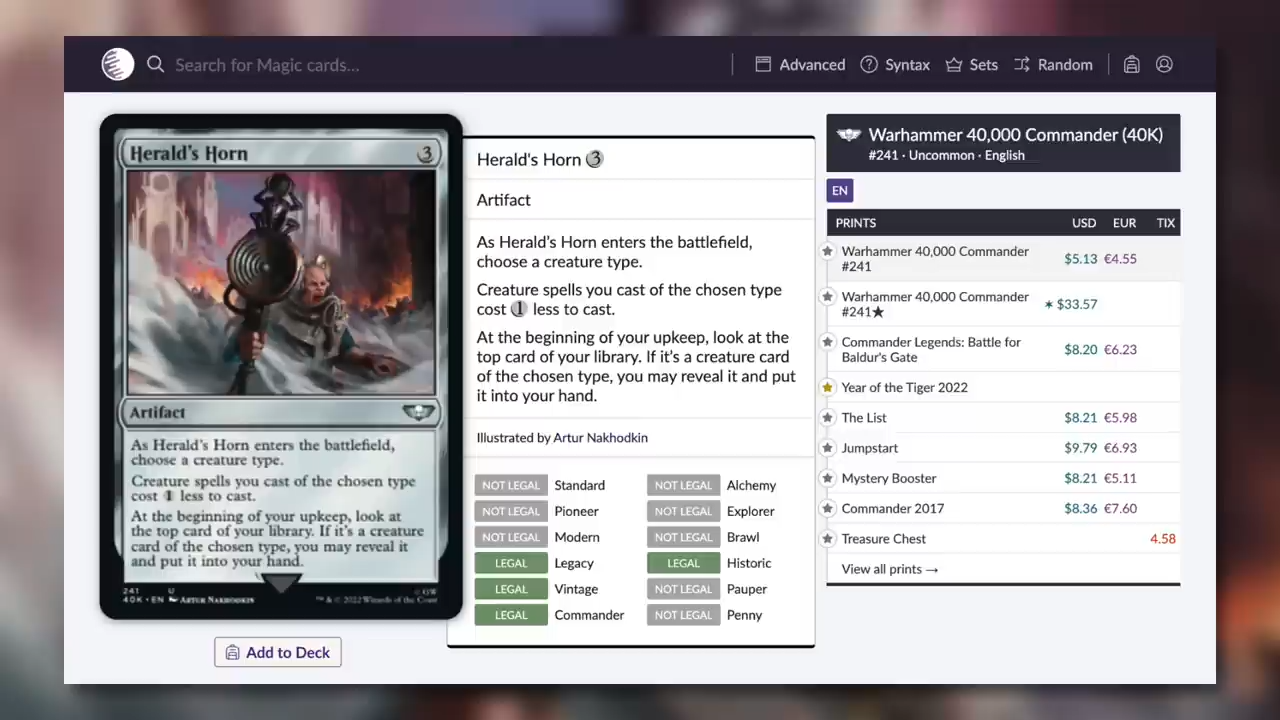 Search for Magic cards...
Advanced
Syntax
Sets
Random
Herald's Horn 3
Artifact
As Herald's Horn enters the battlefield,
choose a creature type.
Creature spells you cast of the chosen type
cost 1 less to cast.
At the beginning of your upkeep, look at
the top card of your library. If it's a creature
card of the chosen type, you may reveal it
and put it into your hand.
241 U
40K • EN ARTUR NAKHODKIN
© GW
™ & © 2022 Wizards of the Coast
Add to Deck
Herald's Horn 3
Artifact
As Herald's Horn enters the battlefield,
choose a creature type.
Creature spells you cast of the chosen type
cost 1 less to cast.
At the beginning of your upkeep, look at the
top card of your library. If it's a creature card
of the chosen type, you may reveal it and put
it into your hand.
Illustrated by Artur Nakhodkin
NOT LEGAL Standard NOT LEGAL Alchemy
NOT LEGAL Pioneer NOT LEGAL Explorer
NOT LEGAL Modern NOT LEGAL Brawl
LEGAL Legacy LEGAL Historic
LEGAL Vintage NOT LEGAL Pauper
LEGAL Commander NOT LEGAL Penny
Warhammer 40,000 Commander (40K)
#241 · Uncommon · English
EN
PRINTS USD EUR TIX
Warhammer 40,000 Commander
#241 $5.13 €4.55
Warhammer 40,000 Commander
#241★ ✶ $33.57
Commander Legends: Battle for
Baldur's Gate $8.20 €6.23
Year of the Tiger 2022
The List $8.21 €5.98
Jumpstart $9.79 €6.93
Mystery Booster $8.21 €5.11
Commander 2017 $8.36 €7.60
Treasure Chest 4.58
View all prints →